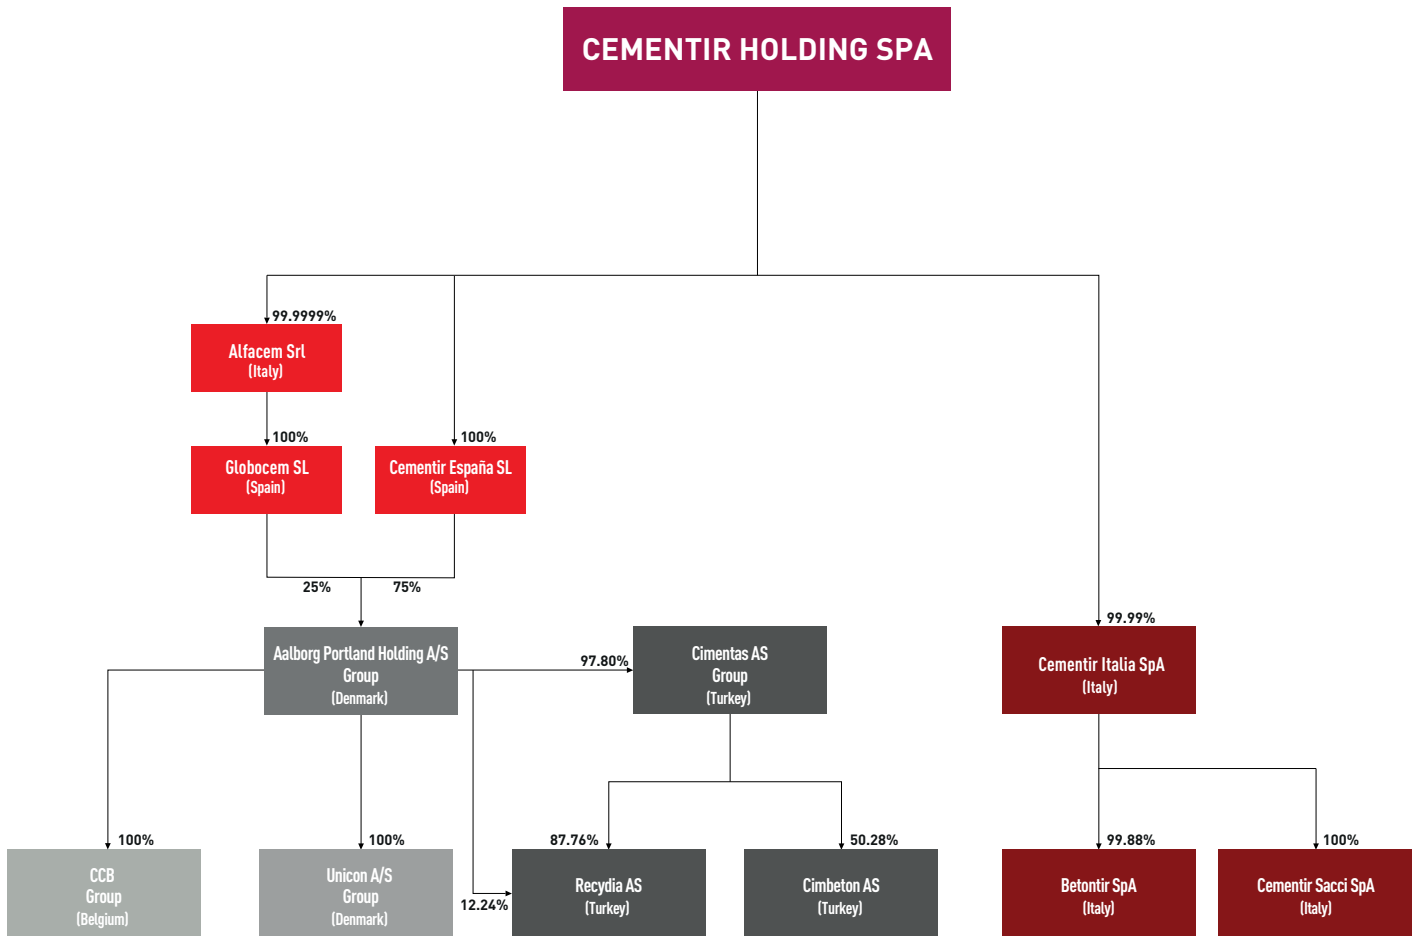 CEMENTIR HOLDING SPA
99.9999%
Alfacem Srl
(Italy)
100%
100%
Globocem SL
(Spain)
Cementir España SL
(Spain)
25%
75%
99.99%
Aalborg Portland Holding A/S
Group
(Denmark)
97.80%
Cimentas AS
Group
(Turkey)
Cementir Italia SpA
(Italy)
100%
100%
87.76%
50.28%
99.88%
100%
CCB
Group
(Belgium)
Unicon A/S
Group
(Denmark)
12.24%
Recydia AS
(Turkey)
Cimbeton AS
(Turkey)
Betontir SpA
(Italy)
Cementir Sacci SpA
(Italy)